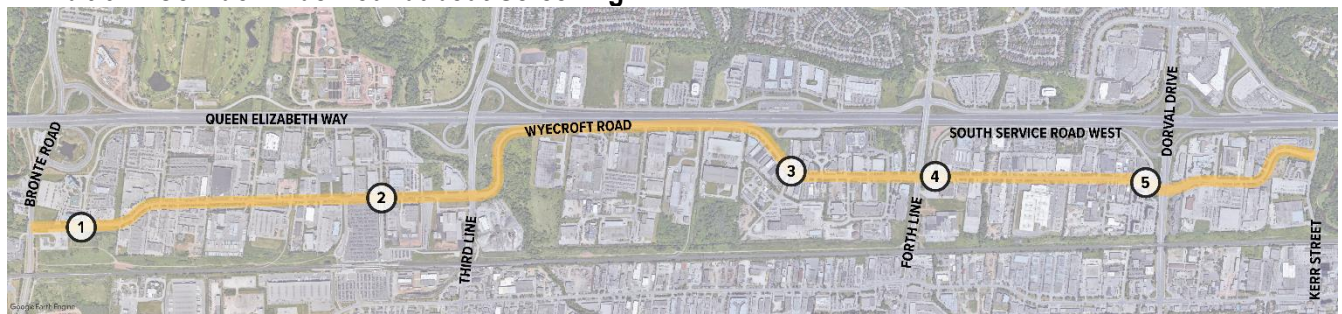 QUEEN ELIZABETH WAY
WYECROFT ROAD
SOUTH SERVICE ROAD WEST
DORVAL DRIVE
BRONTE ROAD
1
2
3
4
5
THIRD LINE
FORTH LINE
KERR STREET
Google Earth Engine